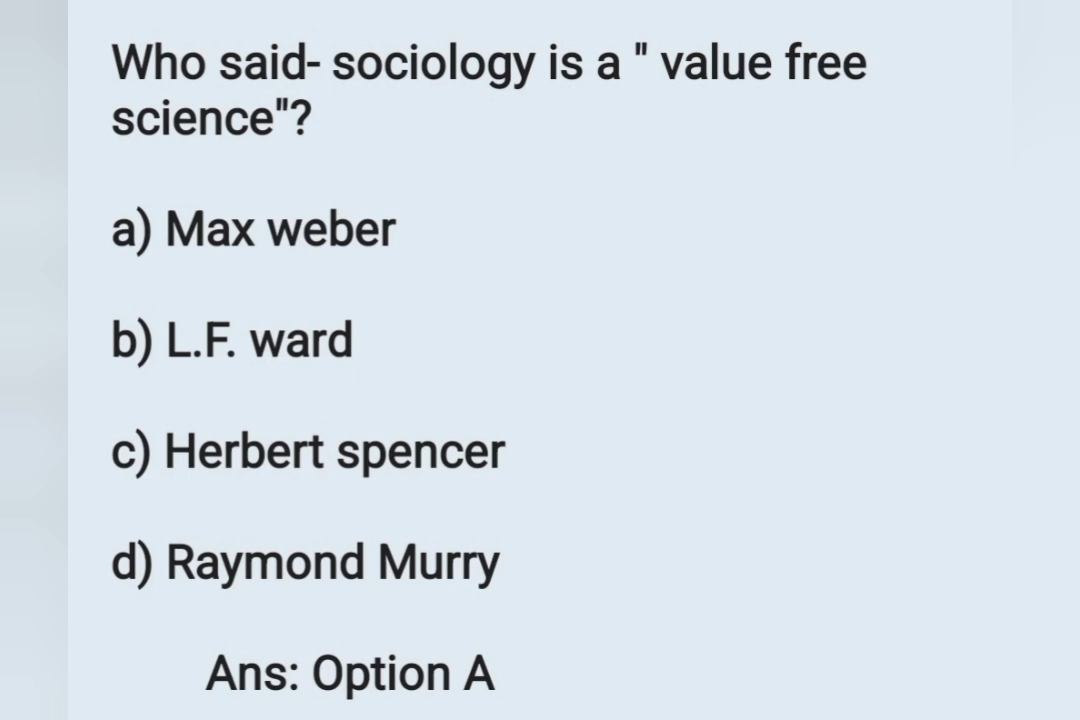 Who said- sociology is a " value free
science"?
a) Max weber
b) L.F. ward
c) Herbert spencer
d) Raymond Murry
Ans: Option A